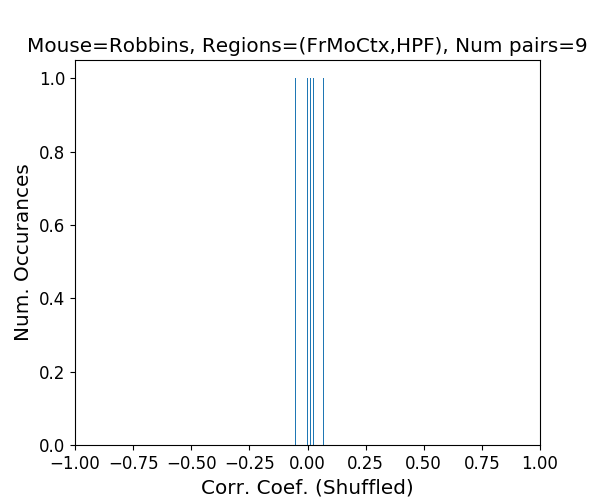 Mouse=Robbins, Regions=(FrMoCtx,HPF), Num pairs=9
1.0
0.8
0.6
0.4
0.2
0.0
Num. Occurances
−1.00 −0.75 −0.50 −0.25 0.00 0.25 0.50 0.75 1.00
Corr. Coef. (Shuffled)